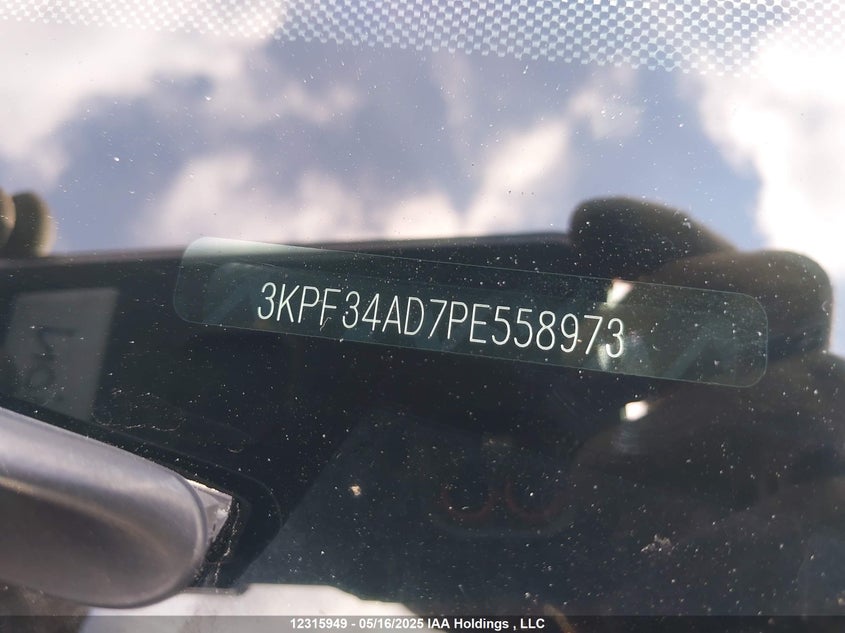 3KPF34AD7PE558973
12315949 - 05/16/2025 IAA Holdings , LLC